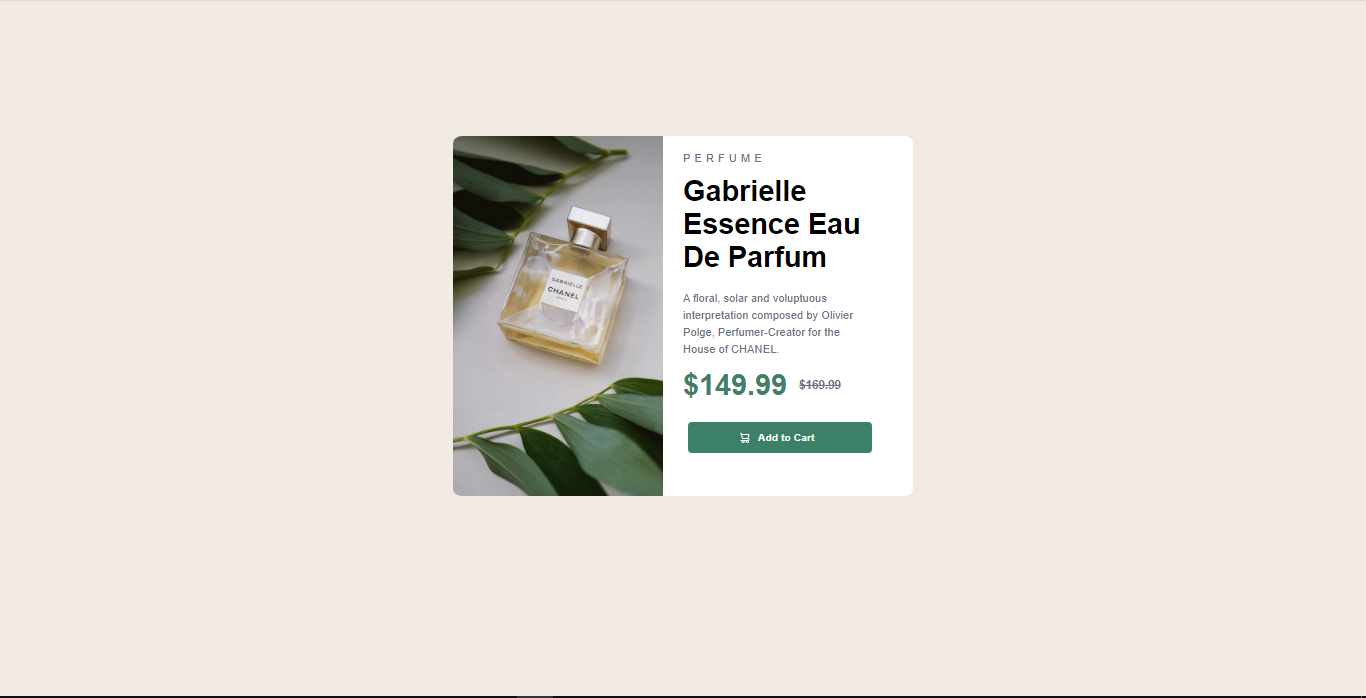 PERFUME
Gabrielle
Essence Eau
De Parfum
A floral, solar and voluptuous
interpretation composed by Olivier
Polge, Perfumer-Creator for the
House of CHANEL.
$149.99 $169.99
Add to Cart
GABRIELLE
CHANEL